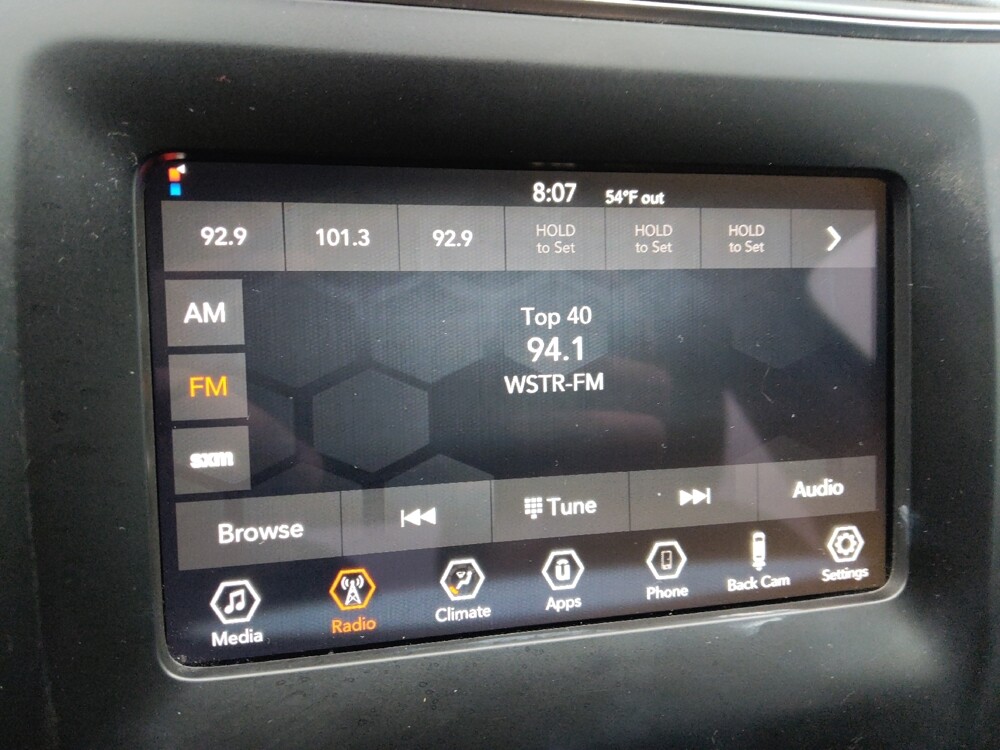 8:07 54°F out
92.9 101.3 92.9 HOLD to Set HOLD to Set HOLD to Set
AM
Top 40
94.1
FM
WSTR-FM
sxm
Browse Tune Audio
Media Radio Climate Apps Phone Back Cam Settings